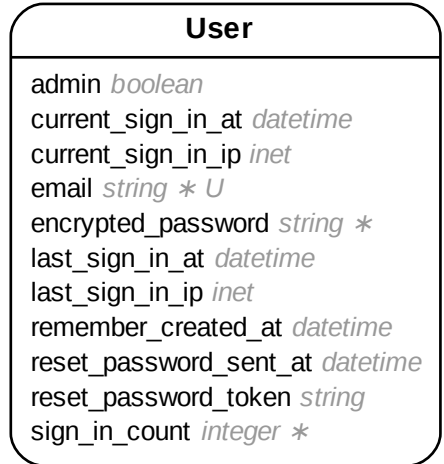 User
admin boolean
current_sign_in_at datetime
current_sign_in_ip inet
email string ∗ U
encrypted_password string ∗
last_sign_in_at datetime
last_sign_in_ip inet
remember_created_at datetime
reset_password_sent_at datetime
reset_password_token string
sign_in_count integer ∗